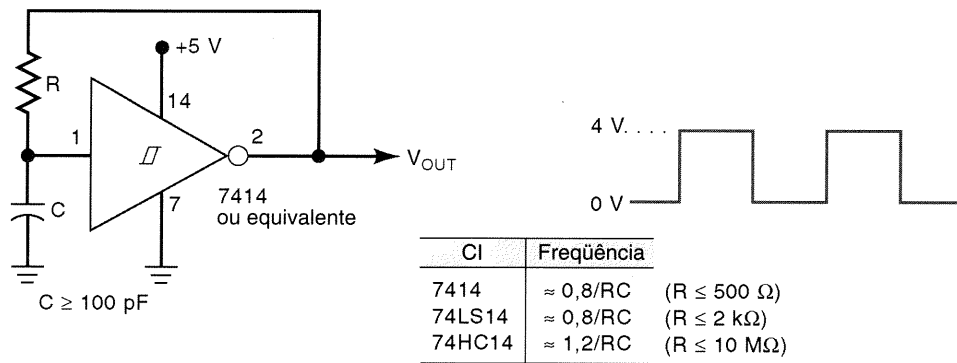 +5 V
R
14
1
2
V_OUT
7
C
7414
ou equivalente
C ≥ 100 pF
4 V....
0 V
CI Freqüência
7414 ≈ 0,8/RC (R ≤ 500 Ω)
74LS14 ≈ 0,8/RC (R ≤ 2 kΩ)
74HC14 ≈ 1,2/RC (R ≤ 10 MΩ)